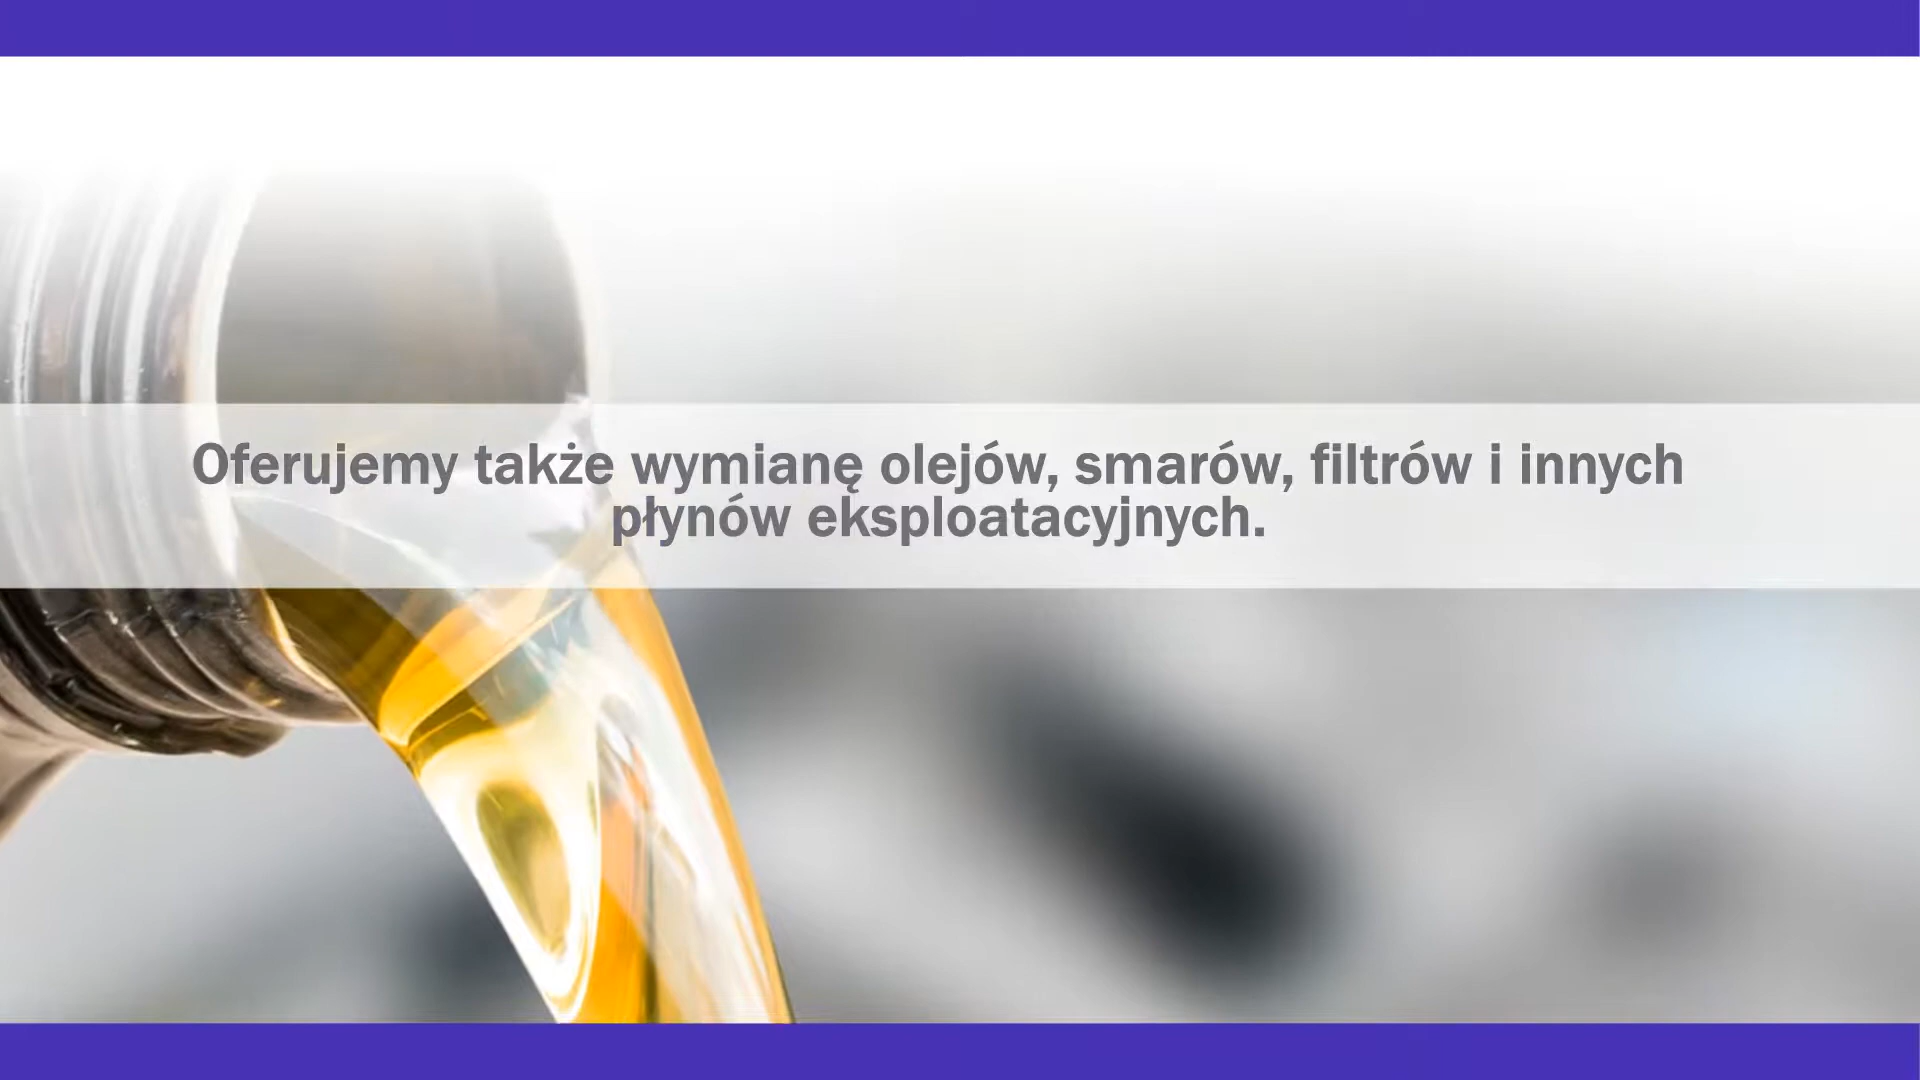 Oferujemy także wymianę olejów, smarów, filtrów i innych
płynów eksploatacyjnych.